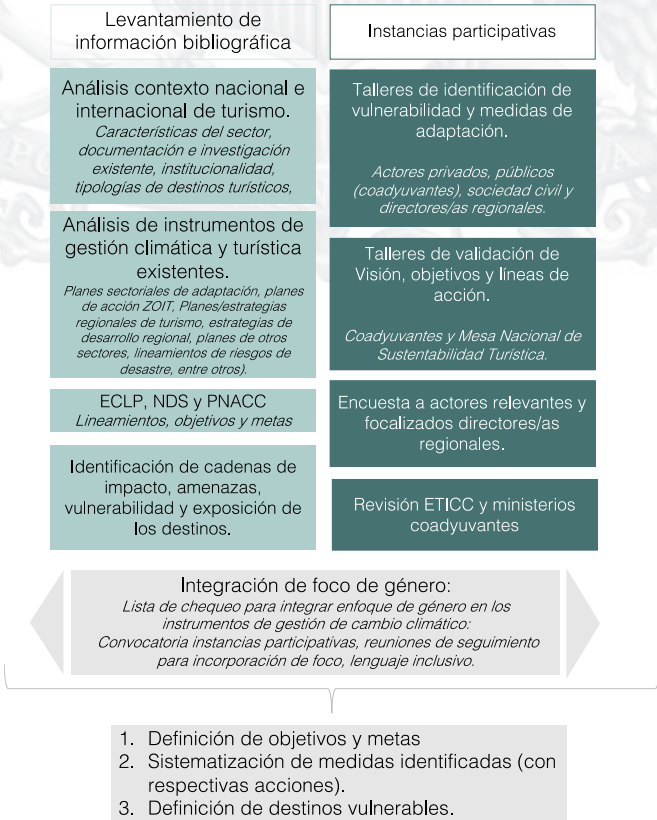 Levantamiento de
información bibliográfica
Análisis contexto nacional e
internacional de turismo.
Características del sector,
documentación e investigación
existente, institucionalidad,
tipologías de destinos turísticos,
Análisis de instrumentos de
gestión climática y turística
existentes.
Planes sectoriales de adaptación, planes
de acción ZOIT, Planes/estrategias
regionales de turismo, estrategias de
desarrollo regional, planes de otros
sectores, lineamientos de riesgos de
desastre, entre otros).
ECLP, NDS y PNACC
Lineamientos, objetivos y metas
Identificación de cadenas de
impacto, amenazas,
vulnerabilidad y exposición de
los destinos.
Instancias participativas
Talleres de identificación de
vulnerabilidad y medidas de
adaptación.
Actores privados, públicos
(coadyuvantes), sociedad civil y
directores/as regionales.
Talleres de validación de
Visión, objetivos y líneas de
acción.
Coadyuvantes y Mesa Nacional de
Sustentabilidad Turística.
Encuesta a actores relevantes y
focalizados directores/as
regionales.
Revisión ETICC y ministerios
coadyuvantes
Integración de foco de género:
Lista de chequeo para integrar enfoque de género en los
instrumentos de gestión de cambio climático:
Convocatoria instancias participativas, reuniones de seguimiento
para incorporación de foco, lenguaje inclusivo.
1. Definición de objetivos y metas
2. Sistematización de medidas identificadas (con
respectivas acciones).
3. Definición de destinos vulnerables.